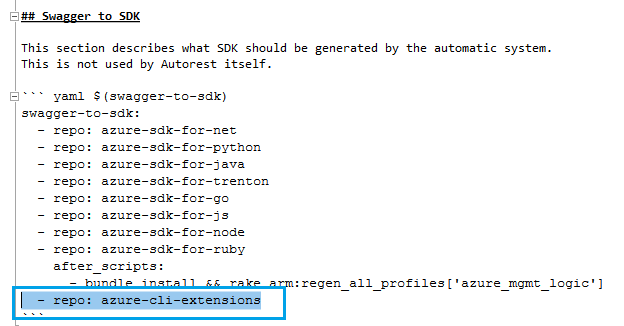 ## Swagger to SDK
This section describes what SDK should be generated by the automatic system.
This is not used by Autorest itself.
``` yaml $(swagger-to-sdk)
swagger-to-sdk:
  - repo: azure-sdk-for-net
  - repo: azure-sdk-for-python
  - repo: azure-sdk-for-java
  - repo: azure-sdk-for-trenton
  - repo: azure-sdk-for-go
  - repo: azure-sdk-for-js
  - repo: azure-sdk-for-node
  - repo: azure-sdk-for-ruby
    after_scripts:
      - bundle install && rake arm:regen_all_profiles['azure_mgmt_logic']
  - repo: azure-cli-extensions
```